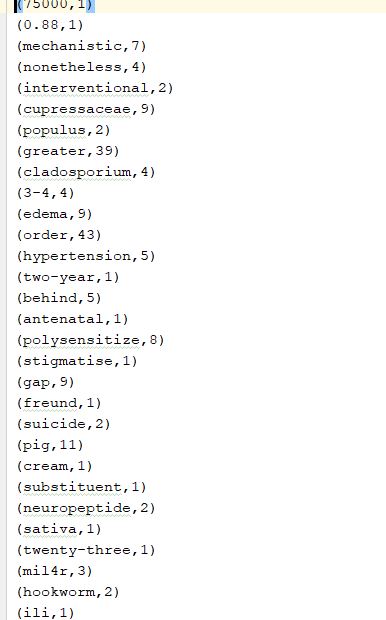 (75000,1)
(0.88,1)
(mechanistic,7)
(nonetheless,4)
(interventional,2)
(cupressaceae,9)
(populus,2)
(greater,39)
(cladosporium,4)
(3-4,4)
(edema,9)
(order,43)
(hypertension,5)
(two-year,1)
(behind,5)
(antenatal,1)
(polysensitize,8)
(stigmatise,1)
(gap,9)
(freund,1)
(suicide,2)
(pig,11)
(cream,1)
(substituent,1)
(neuropeptide,2)
(sativa,1)
(twenty-three,1)
(mil4r,3)
(hookworm,2)
(ili,1)